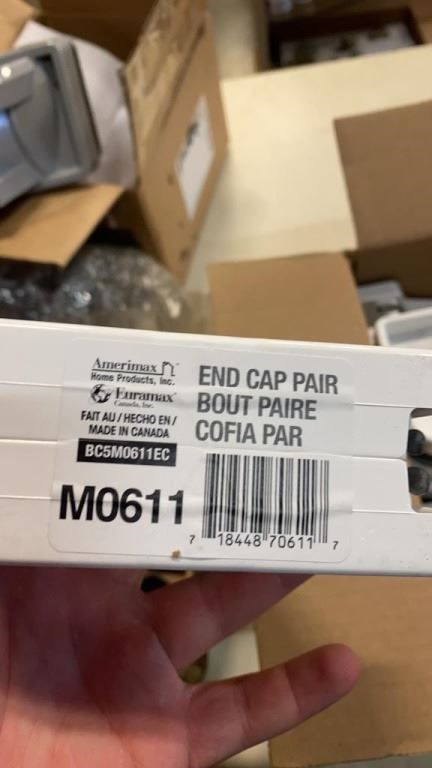 Amerimax
Home Products, Inc.
Euramax
Canada, Inc.
FAIT AU / HECHO EN /
MADE IN CANADA
BC5M0611EC
M0611
END CAP PAIR
BOUT PAIRE
COFIA PAR
7 18448 70611 7